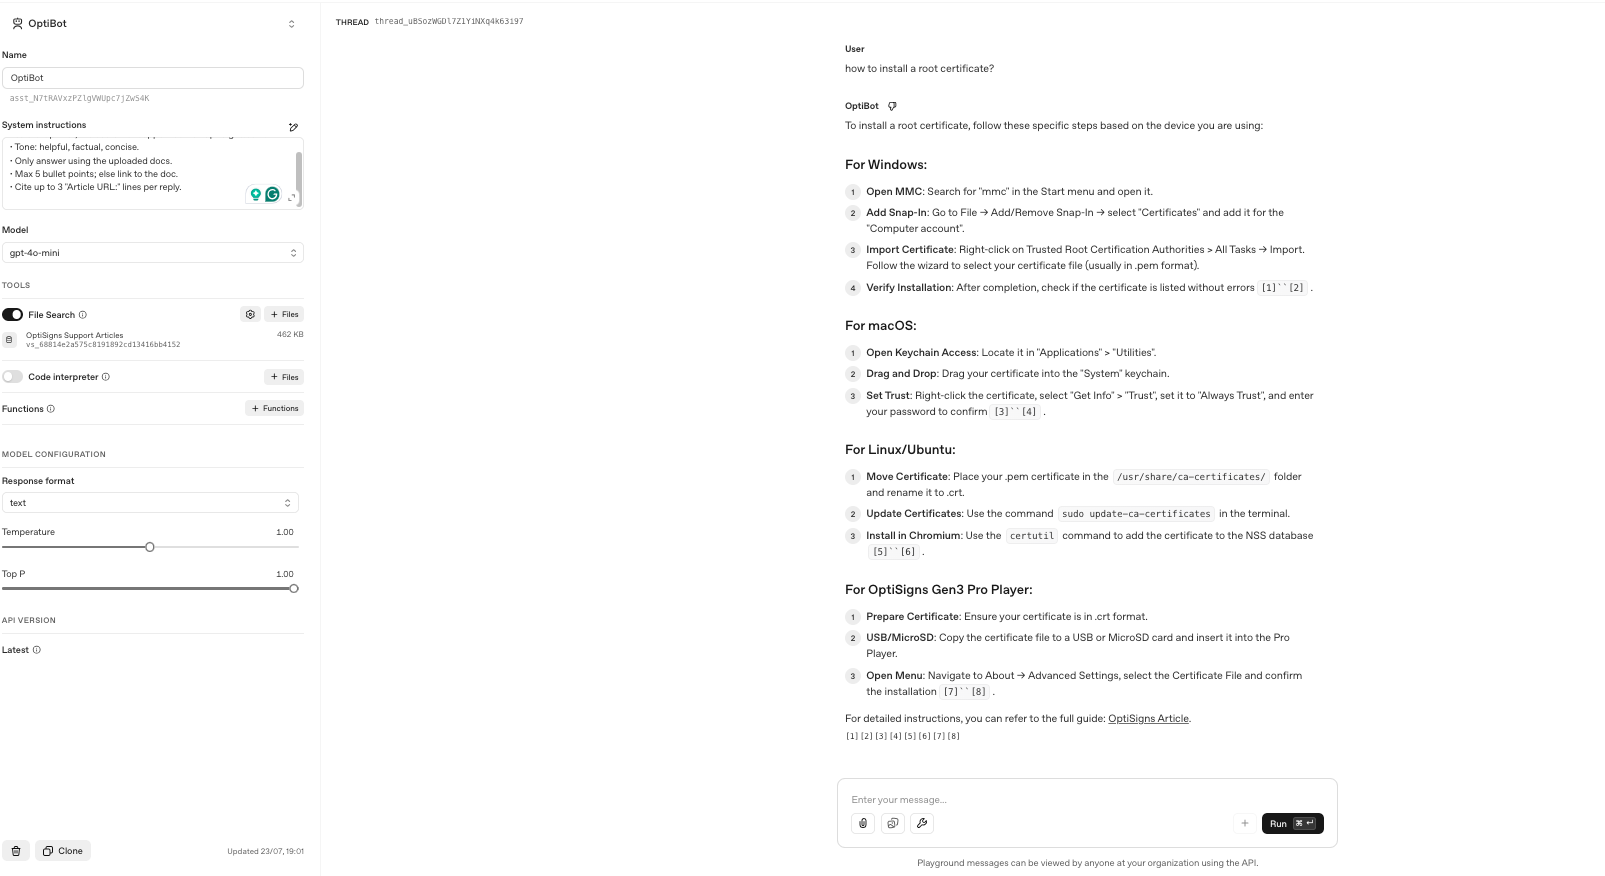 OptiBot
Name
OptiBot
asst_N7tRAVxzPZlgVWUpc7jZwS4K
System instructions
• Tone: helpful, factual, concise.
• Only answer using the uploaded docs.
• Max 5 bullet points; else link to the doc.
• Cite up to 3 "Article URL:" lines per reply.
Model
gpt-4o-mini
TOOLS
File Search
+ Files
OptiSigns Support Articles
462 KB
vs_68814e2a575c8191892cd13416bb4152
Code interpreter
+ Files
Functions
+ Functions
MODEL CONFIGURATION
Response format
text
Temperature
1.00
Top P
1.00
API VERSION
Latest
Clone
Updated 23/07, 19:01
THREAD thread_uBSozWGDl7Z1YiNXq4k63i97
User
how to install a root certificate?
OptiBot
To install a root certificate, follow these specific steps based on the device you are using:
For Windows:
1 Open MMC: Search for "mmc" in the Start menu and open it.
2 Add Snap-In: Go to File → Add/Remove Snap-In → select "Certificates" and add it for the
"Computer account".
3 Import Certificate: Right-click on Trusted Root Certification Authorities > All Tasks → Import.
Follow the wizard to select your certificate file (usually in .pem format).
4 Verify Installation: After completion, check if the certificate is listed without errors [1]``[2] .
For macOS:
1 Open Keychain Access: Locate it in "Applications" > "Utilities".
2 Drag and Drop: Drag your certificate into the "System" keychain.
3 Set Trust: Right-click the certificate, select "Get Info" > "Trust", set it to "Always Trust", and enter
your password to confirm [3]``[4] .
For Linux/Ubuntu:
1 Move Certificate: Place your .pem certificate in the /usr/share/ca-certificates/ folder
and rename it to .crt.
2 Update Certificates: Use the command sudo update-ca-certificates in the terminal.
3 Install in Chromium: Use the certutil command to add the certificate to the NSS database
[5]``[6] .
For OptiSigns Gen3 Pro Player:
1 Prepare Certificate: Ensure your certificate is in .crt format.
2 USB/MicroSD: Copy the certificate file to a USB or MicroSD card and insert it into the Pro
Player.
3 Open Menu: Navigate to About → Advanced Settings, select the Certificate File and confirm
the installation [7]``[8] .
For detailed instructions, you can refer to the full guide: OptiSigns Article.
[1][2][3][4][5][6][7][8]
Enter your message...
Run ⌘ ↵
Playground messages can be viewed by anyone at your organization using the API.